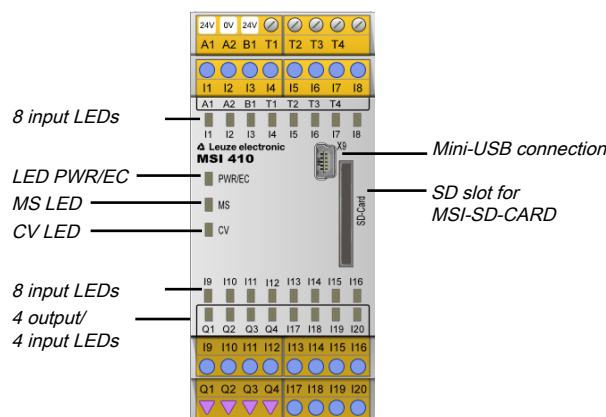 24V 0V 24V
A1 A2 B1 T1 T2 T3 T4
I1 I2 I3 I4 I5 I6 I7 I8
A1 A2 B1 T1 T2 T3 T4
8 input LEDs
I1 I2 I3 I4 I5 I6 I7 I8
Leuze electronic
X9
MSI 410
Mini-USB connection
LED PWR/EC
PWR/EC
MS LED
MS
SD slot for
MSI-SD-CARD
SD-Card
CV LED
CV
I9 I10 I11 I12 I13 I14 I15 I16
8 input LEDs
4 output/
4 input LEDs
Q1 Q2 Q3 Q4 I17 I18 I19 I20
I9 I10 I11 I12 I13 I14 I15 I16
Q1 Q2 Q3 Q4 I17 I18 I19 I20